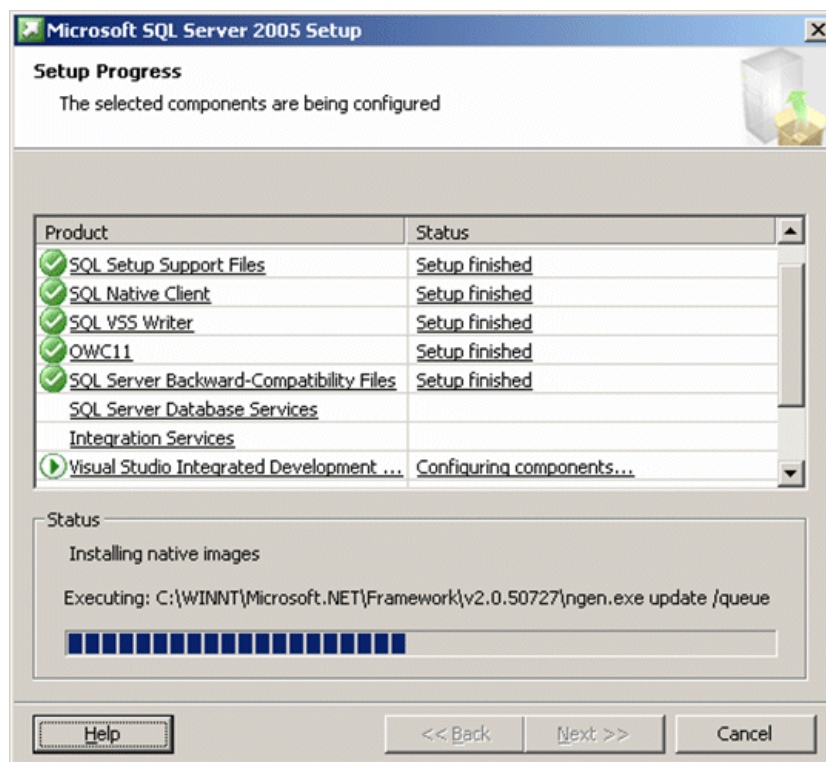 Microsoft SQL Server 2005 Setup
Setup Progress
The selected components are being configured
Product Status
SQL Setup Support Files Setup finished
SQL Native Client Setup finished
SQL VSS Writer Setup finished
OWC11 Setup finished
SQL Server Backward-Compatibility Files Setup finished
SQL Server Database Services
Integration Services
Visual Studio Integrated Development ... Configuring components...
Status
Installing native images
Executing: C:\WINNT\Microsoft.NET\Framework\v2.0.50727\ngen.exe update /queue
Help << Back Next >> Cancel